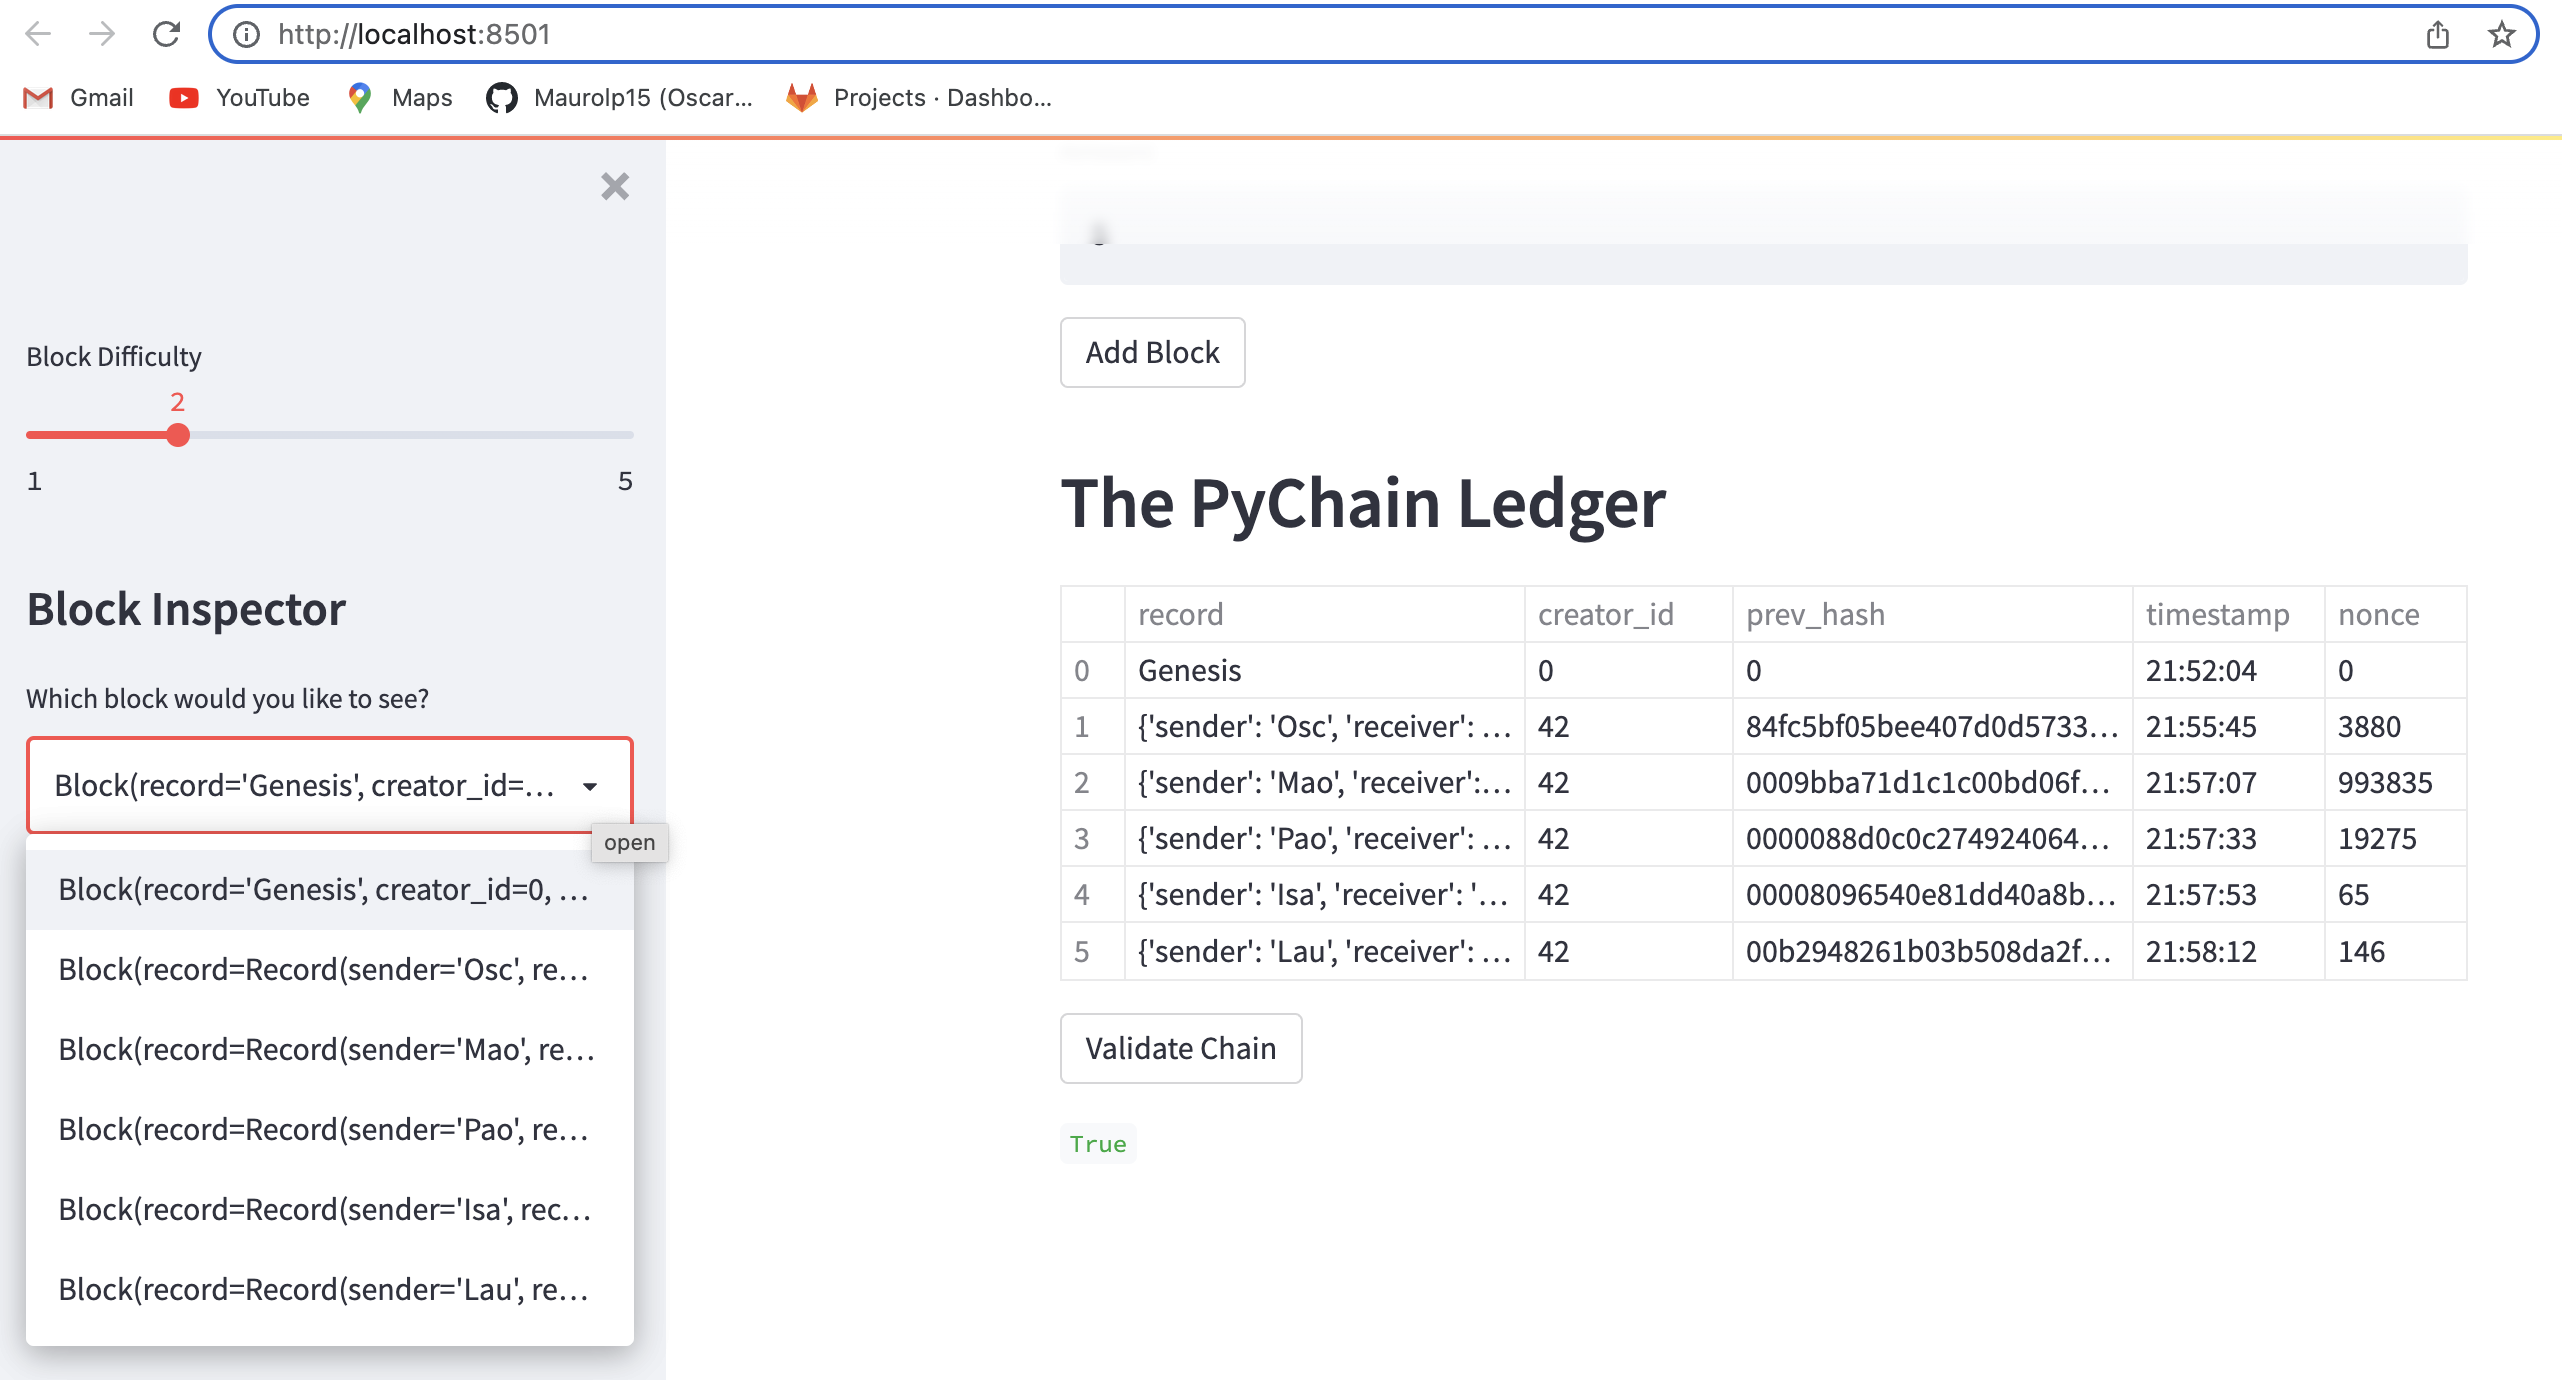 http://localhost:8501
Gmail YouTube Maps Maurolp15 (Oscar... Projects · Dashbo...
Block Difficulty
2
1 5
Block Inspector
Which block would you like to see?
Block(record='Genesis', creator_id=...
open
Block(record='Genesis', creator_id=0, ...
Block(record=Record(sender='Osc', re...
Block(record=Record(sender='Mao', re...
Block(record=Record(sender='Pao', re...
Block(record=Record(sender='Isa', rec...
Block(record=Record(sender='Lau', re...
Add Block
The PyChain Ledger
record creator_id prev_hash timestamp nonce
0 Genesis 0 0 21:52:04 0
1 {'sender': 'Osc', 'receiver': ... 42 84fc5bf05bee407d0d5733... 21:55:45 3880
2 {'sender': 'Mao', 'receiver':... 42 0009bba71d1c1c00bd06f... 21:57:07 993835
3 {'sender': 'Pao', 'receiver': ... 42 0000088d0c0c274924064... 21:57:33 19275
4 {'sender': 'Isa', 'receiver': '... 42 00008096540e81dd40a8b... 21:57:53 65
5 {'sender': 'Lau', 'receiver': ... 42 00b2948261b03b508da2f... 21:58:12 146
Validate Chain
True